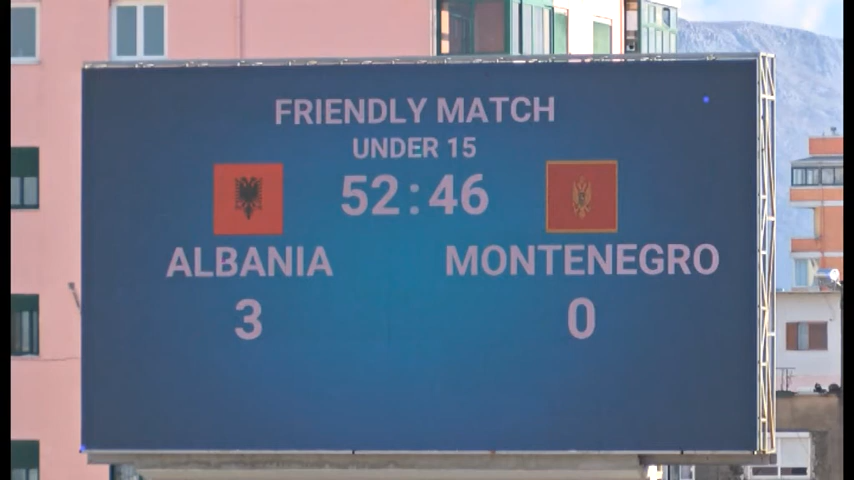 FRIENDLY MATCH
UNDER 15
52:46
ALBANIA
MONTENEGRO
3
0